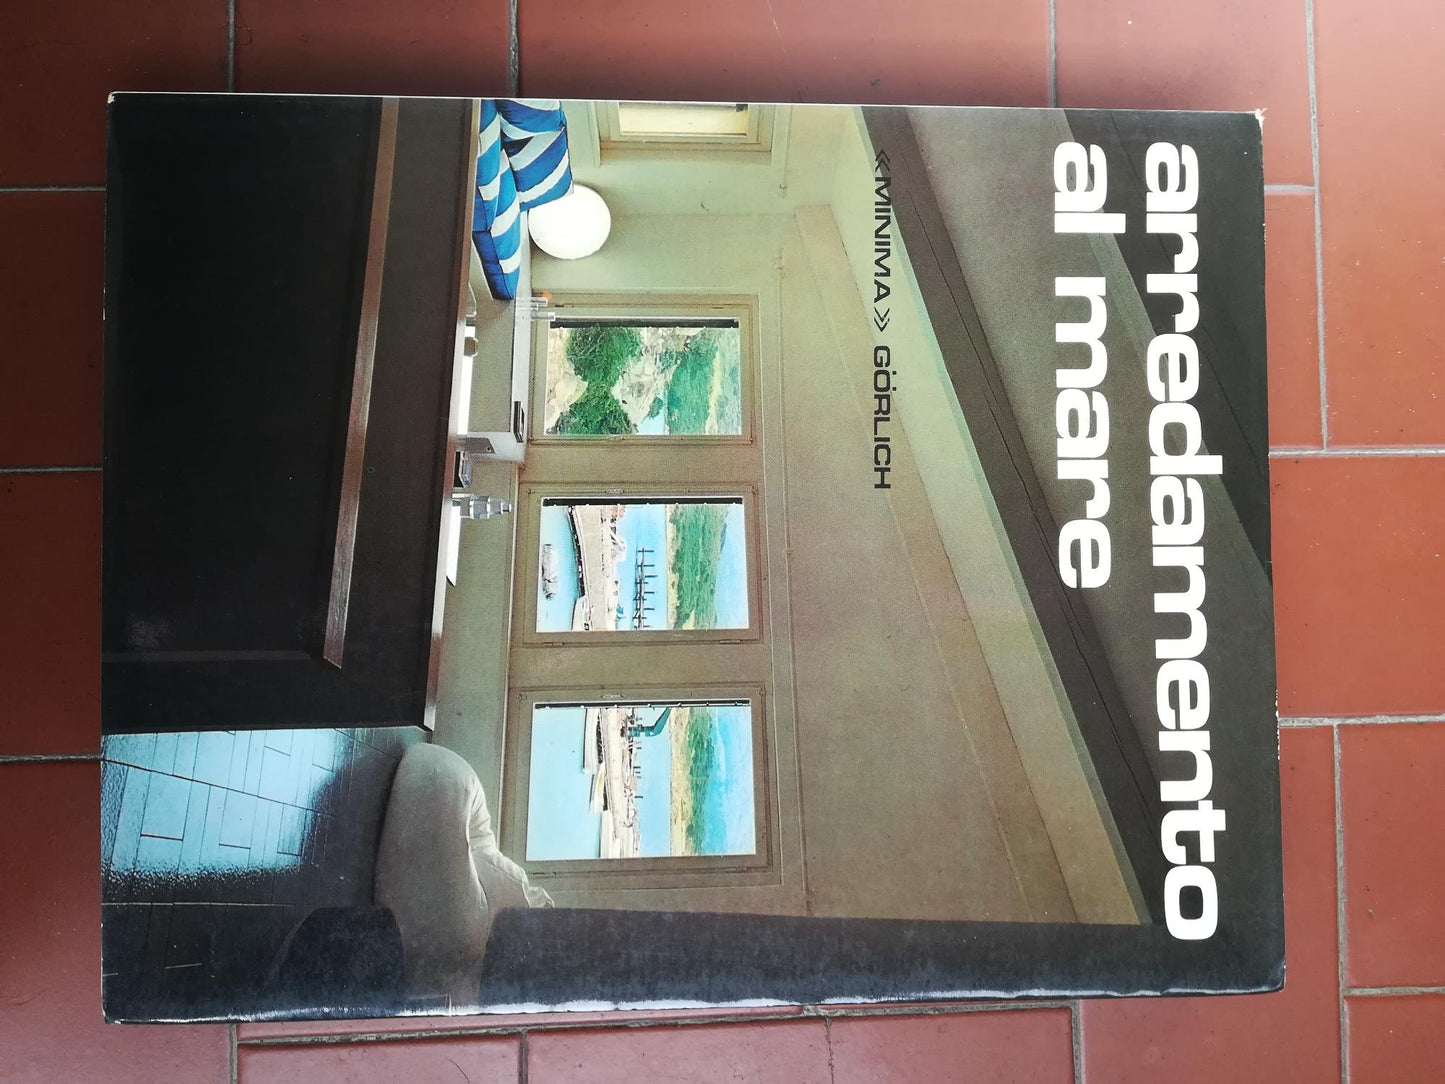 arredamento
al mare
«MINIMA» GÖRLICH